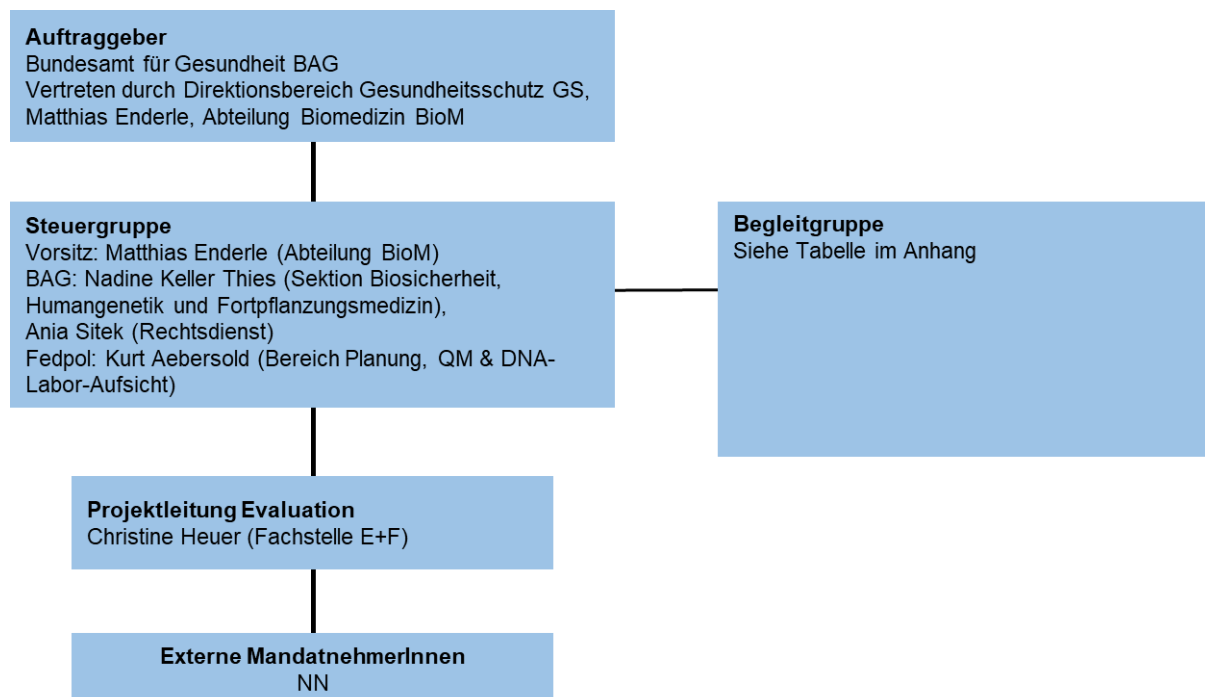 Auftraggeber
Bundesamt für Gesundheit BAG
Vertreten durch Direktionsbereich Gesundheitsschutz GS,
Matthias Enderle, Abteilung Biomedizin BioM
Steuergruppe
Vorsitz: Matthias Enderle (Abteilung BioM)
BAG: Nadine Keller Thies (Sektion Biosicherheit,
Humangenetik und Fortpflanzungsmedizin),
Ania Sitek (Rechtsdienst)
Fedpol: Kurt Aebersold (Bereich Planung, QM & DNA-
Labor-Aufsicht)
Begleitgruppe
Siehe Tabelle im Anhang
Projektleitung Evaluation
Christine Heuer (Fachstelle E+F)
Externe MandatnehmerInnen
NN